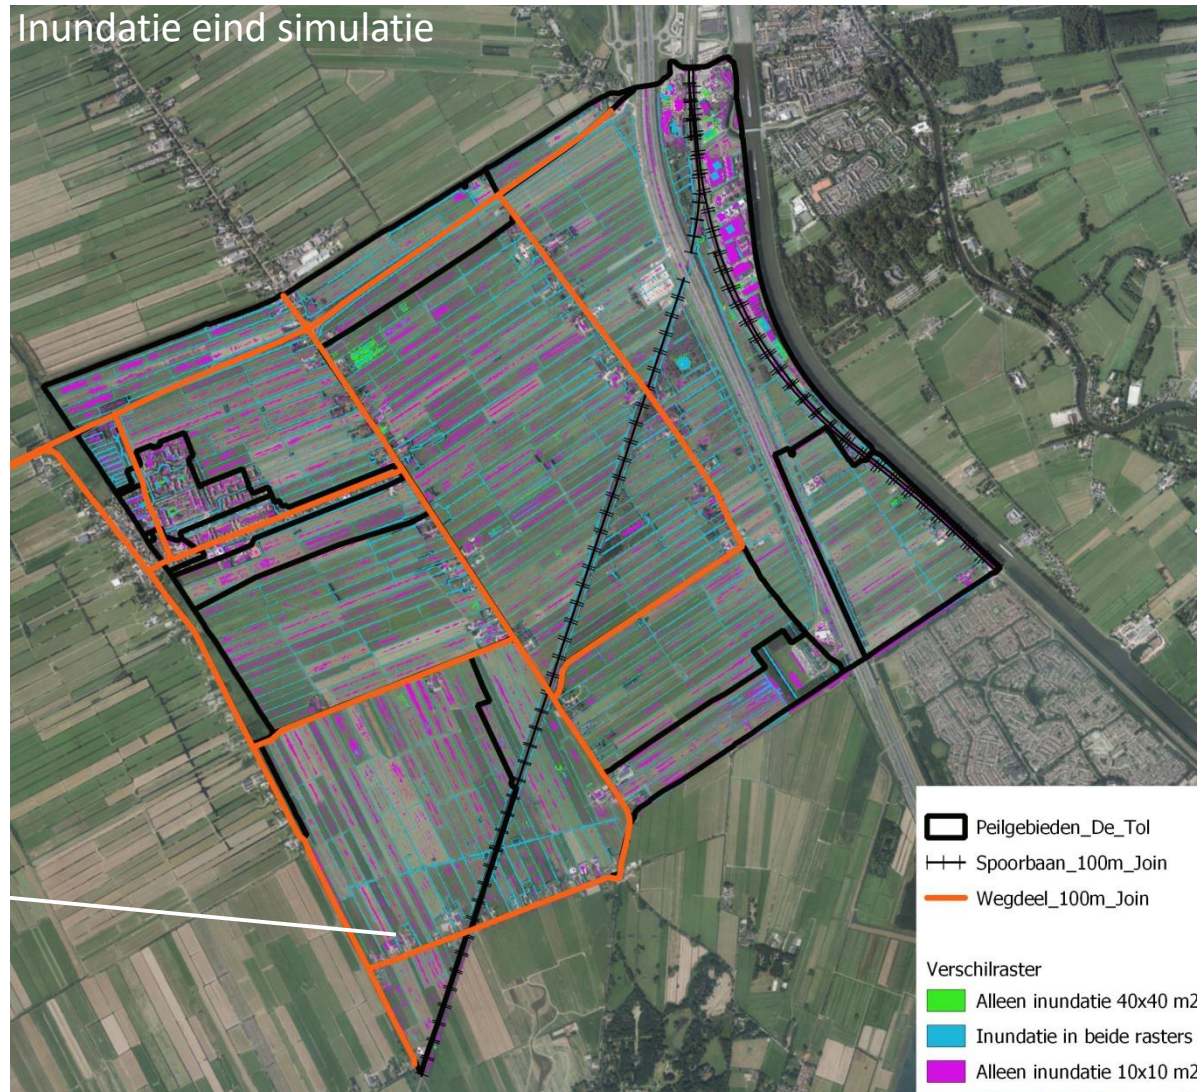 Inundatie eind simulatie
Peilgebieden_De_Tol
Spoorbaan_100m_Join
Wegdeel_100m_Join
Verschilraster
Alleen inundatie 40x40 m2
Inundatie in beide rasters
Alleen inundatie 10x10 m2